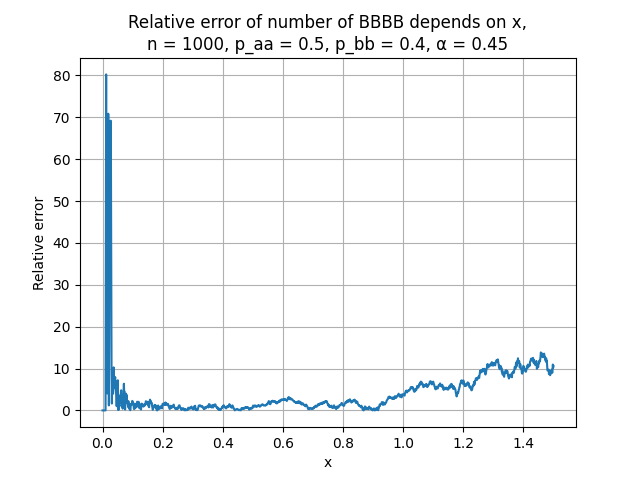 Relative error of number of BBBB depends on x,
n = 1000, p_aa = 0.5, p_bb = 0.4, α = 0.45
80
70
60
50
40
30
20
10
0
Relative error
0.0 0.2 0.4 0.6 0.8 1.0 1.2 1.4
x